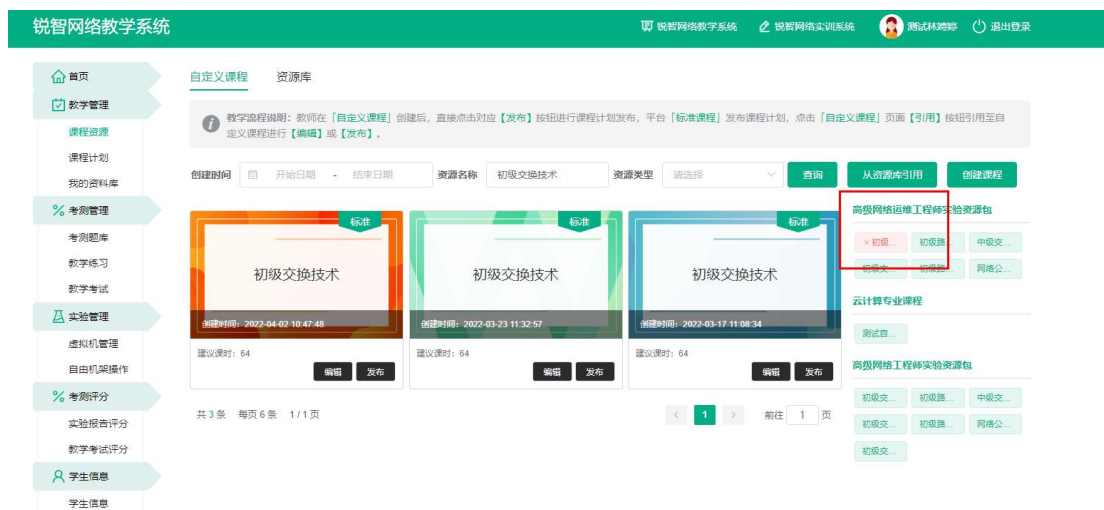 锐智网络教学系统
锐智网络教学系统 锐智网络实训系统 测试林婷婷 退出登录
首页
教学管理
课程资源
课程计划
我的资料库
考测管理
考测题库
教学练习
教学考试
实验管理
虚拟机管理
自由机架操作
考测评分
实验报告评分
教学考试评分
学生信息
学生信息
自定义课程 资源库
教学流程说明：教师在「自定义课程」创建后，直接点击对应【发布】按钮进行课程计划发布，平台「标准课程」发布课程计划，点击「自定义课程」页面【引用】按钮引用至自
定义课程进行【编辑】或【发布】。
创建时间 开始日期 - 结束日期 资源名称 初级交换技术 资源类型 请选择 查询 从资源库引用 创建课程
标准
初级交换技术
创建时间：2022-04-02 10:47:48
建议课时：64
编辑 发布
标准
初级交换技术
创建时间：2022-03-23 11:32:57
建议课时：64
编辑 发布
标准
初级交换技术
创建时间：2022-03-17 11:08:34
建议课时：64
编辑 发布
共 3 条 每页 6 条 1 / 1 页
< 1 > 前往 1 页
高级网络运维工程师实验资源包
× 初级... 初级路... 中级交...
初级交... 初级路... 网络公...
云计算专业课程
测试自...
高级网络工程师实验资源包
初级交... 初级路... 中级交...
初级交... 初级路... 网络公...
初级交...